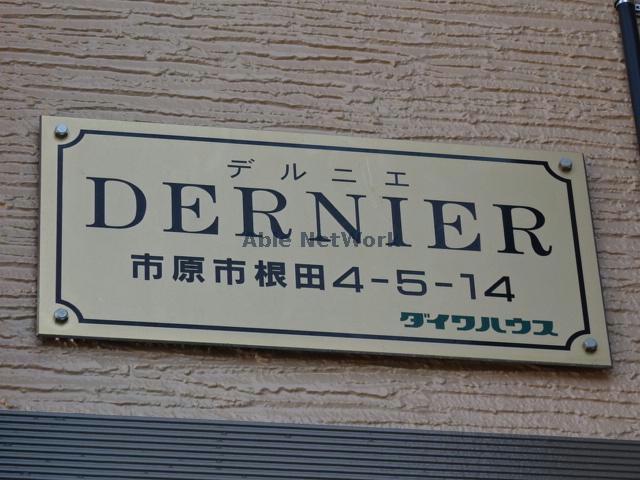 デルニエ
DERNIER
Able NetWork
市原市根田4-5-14
ダイワハウス